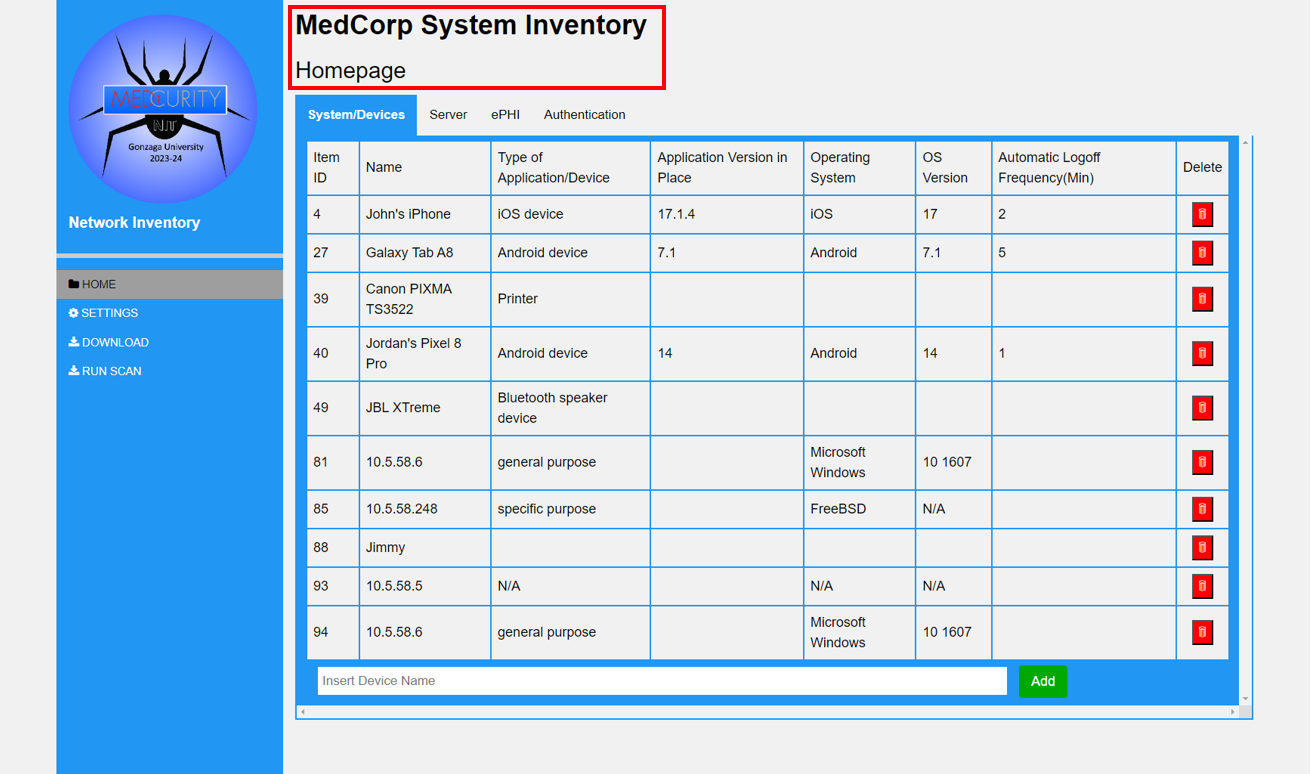 MEDCURITY
NIT
Gonzaga University
2023-24
Network Inventory
HOME
SETTINGS
DOWNLOAD
RUN SCAN
MedCorp System Inventory
Homepage
System/Devices Server ePHI Authentication
Item ID Name Type of Application/Device Application Version in Place Operating System OS Version Automatic Logoff Frequency(Min) Delete
4 John's iPhone iOS device 17.1.4 iOS 17 2
27 Galaxy Tab A8 Android device 7.1 Android 7.1 5
39 Canon PIXMA TS3522 Printer
40 Jordan's Pixel 8 Pro Android device 14 Android 14 1
49 JBL XTreme Bluetooth speaker device
81 10.5.58.6 general purpose Microsoft Windows 10 1607
85 10.5.58.248 specific purpose FreeBSD N/A
88 Jimmy
93 10.5.58.5 N/A N/A N/A
94 10.5.58.6 general purpose Microsoft Windows 10 1607
Insert Device Name Add